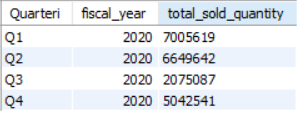 Quarteri fiscal_year total_sold_quantity
Q1 2020 7005619
Q2 2020 6649642
Q3 2020 2075087
Q4 2020 5042541